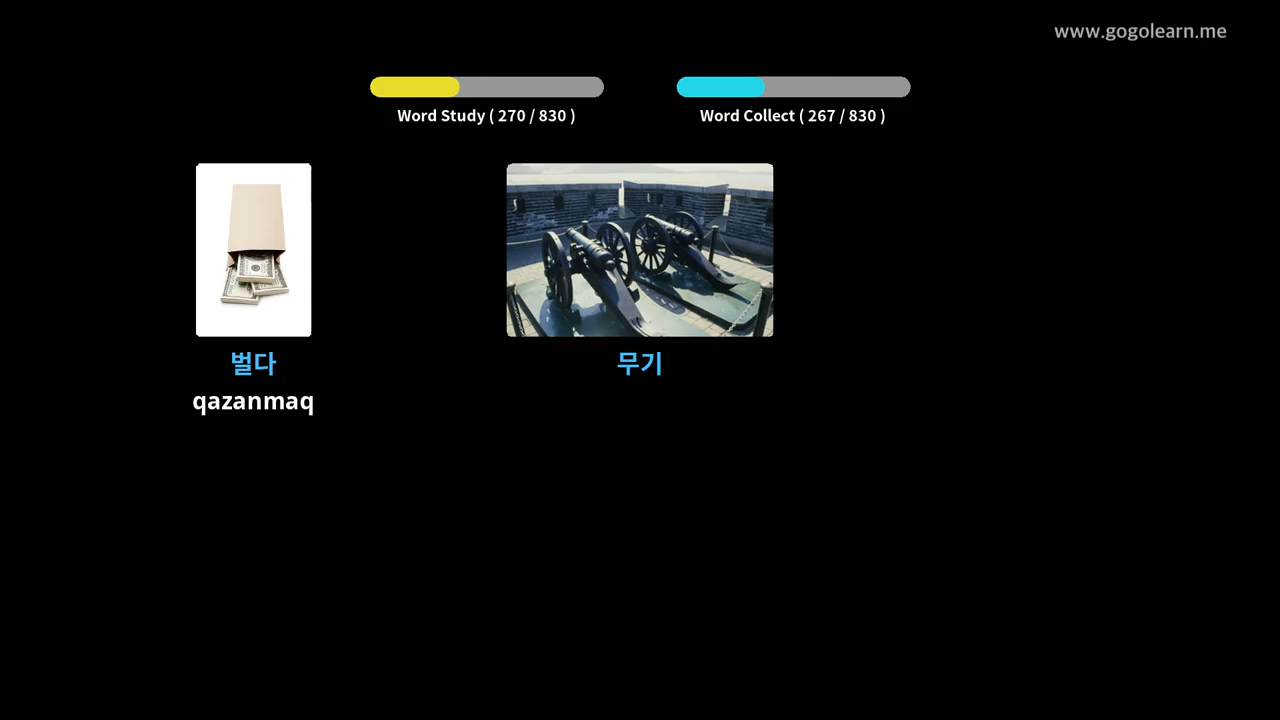 www.gogolearn.me
Word Study ( 270 / 830 )
Word Collect ( 267 / 830 )
벌다
무기
qazanmaq